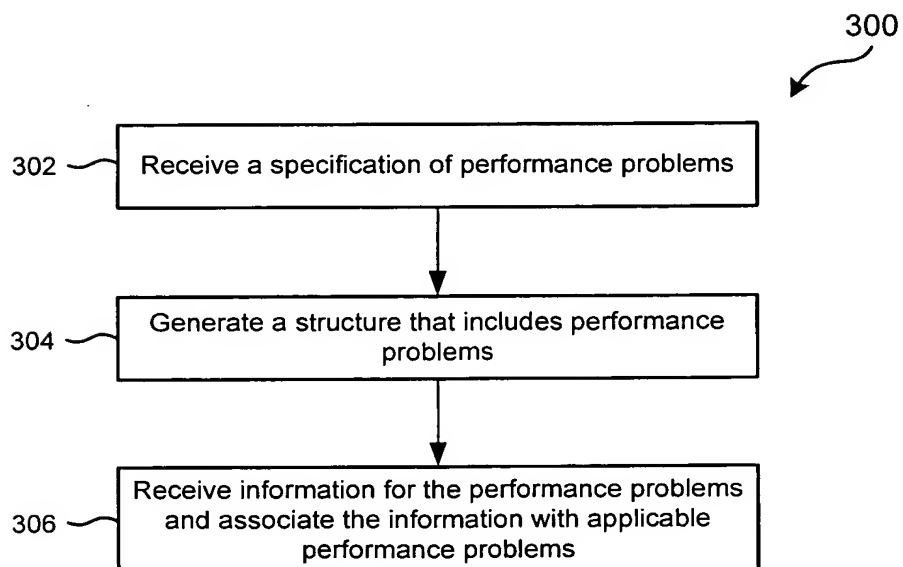 300
302
Receive a specification of performance problems
304
Generate a structure that includes performance
problems
306
Receive information for the performance problems
and associate the information with applicable
performance problems